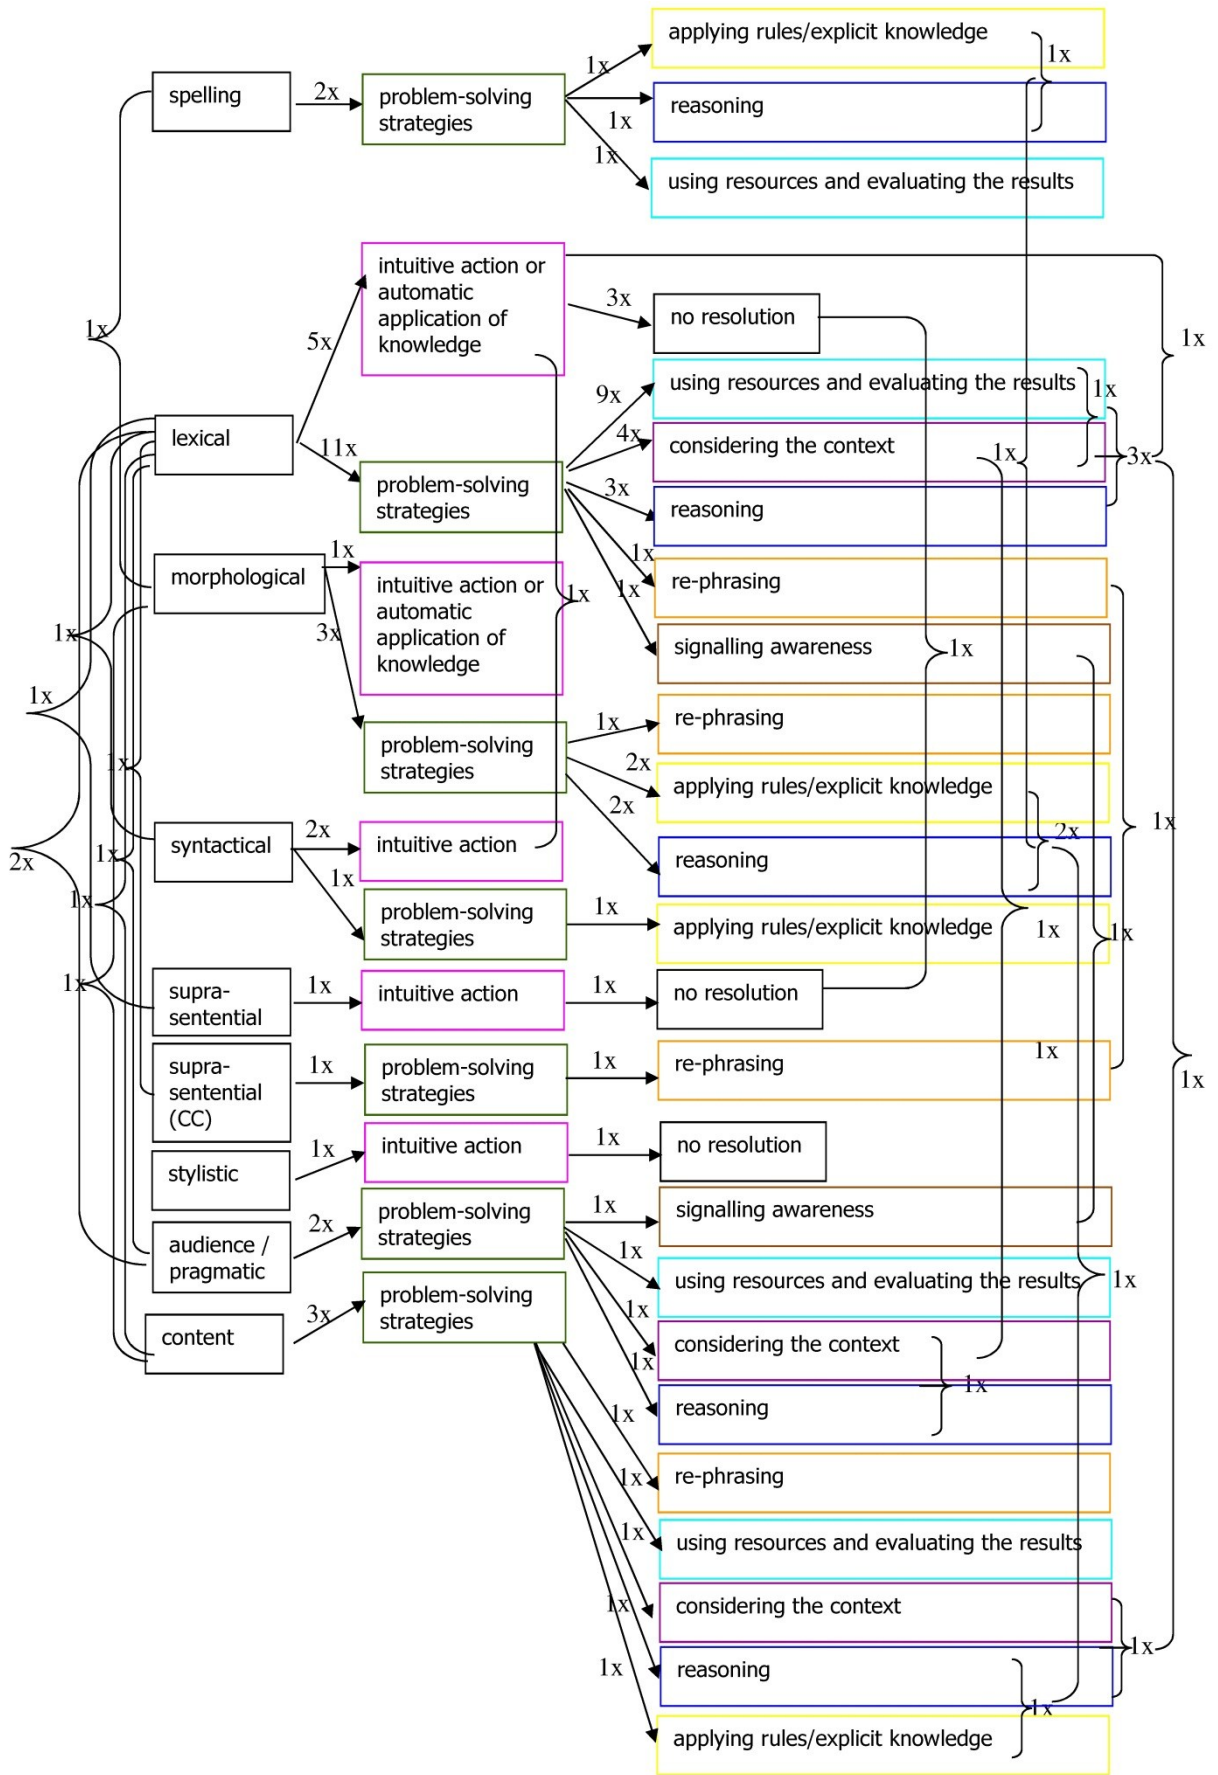 applying rules/explicit knowledge
1x
1x
spelling
2x
problem-solving
strategies
reasoning
1x
1x
using resources and evaluating the results
intuitive action or
automatic
application of
knowledge
3x
no resolution
1x
5x
1x
using resources and evaluating the results
1x
9x
lexical
11x
4x
considering the context
1x
3x
problem-solving
strategies
3x
reasoning
1x
morphological
1x
intuitive action or
automatic
application of
knowledge
1x
re-phrasing
1x
1x
3x
1x
signalling awareness
1x
1x
problem-solving
strategies
1x
re-phrasing
2x
applying rules/explicit knowledge
1x
2x
syntactical
2x
intuitive action
reasoning
2x
1x
2x
1x
1x
1x
problem-solving
strategies
1x
applying rules/explicit knowledge
1x
1x
1x
supra-
sentential
1x
intuitive action
1x
no resolution
supra-
sentential
(CC)
1x
problem-solving
strategies
1x
re-phrasing
1x
1x
stylistic
1x
intuitive action
1x
no resolution
audience /
pragmatic
2x
problem-solving
strategies
1x
signalling awareness
1x
using resources and evaluating the results
1x
content
3x
problem-solving
strategies
1x
considering the context
1x
1x
reasoning
1x
re-phrasing
1x
1x
using resources and evaluating the results
considering the context
1x
1x
1x
reasoning
1x
applying rules/explicit knowledge